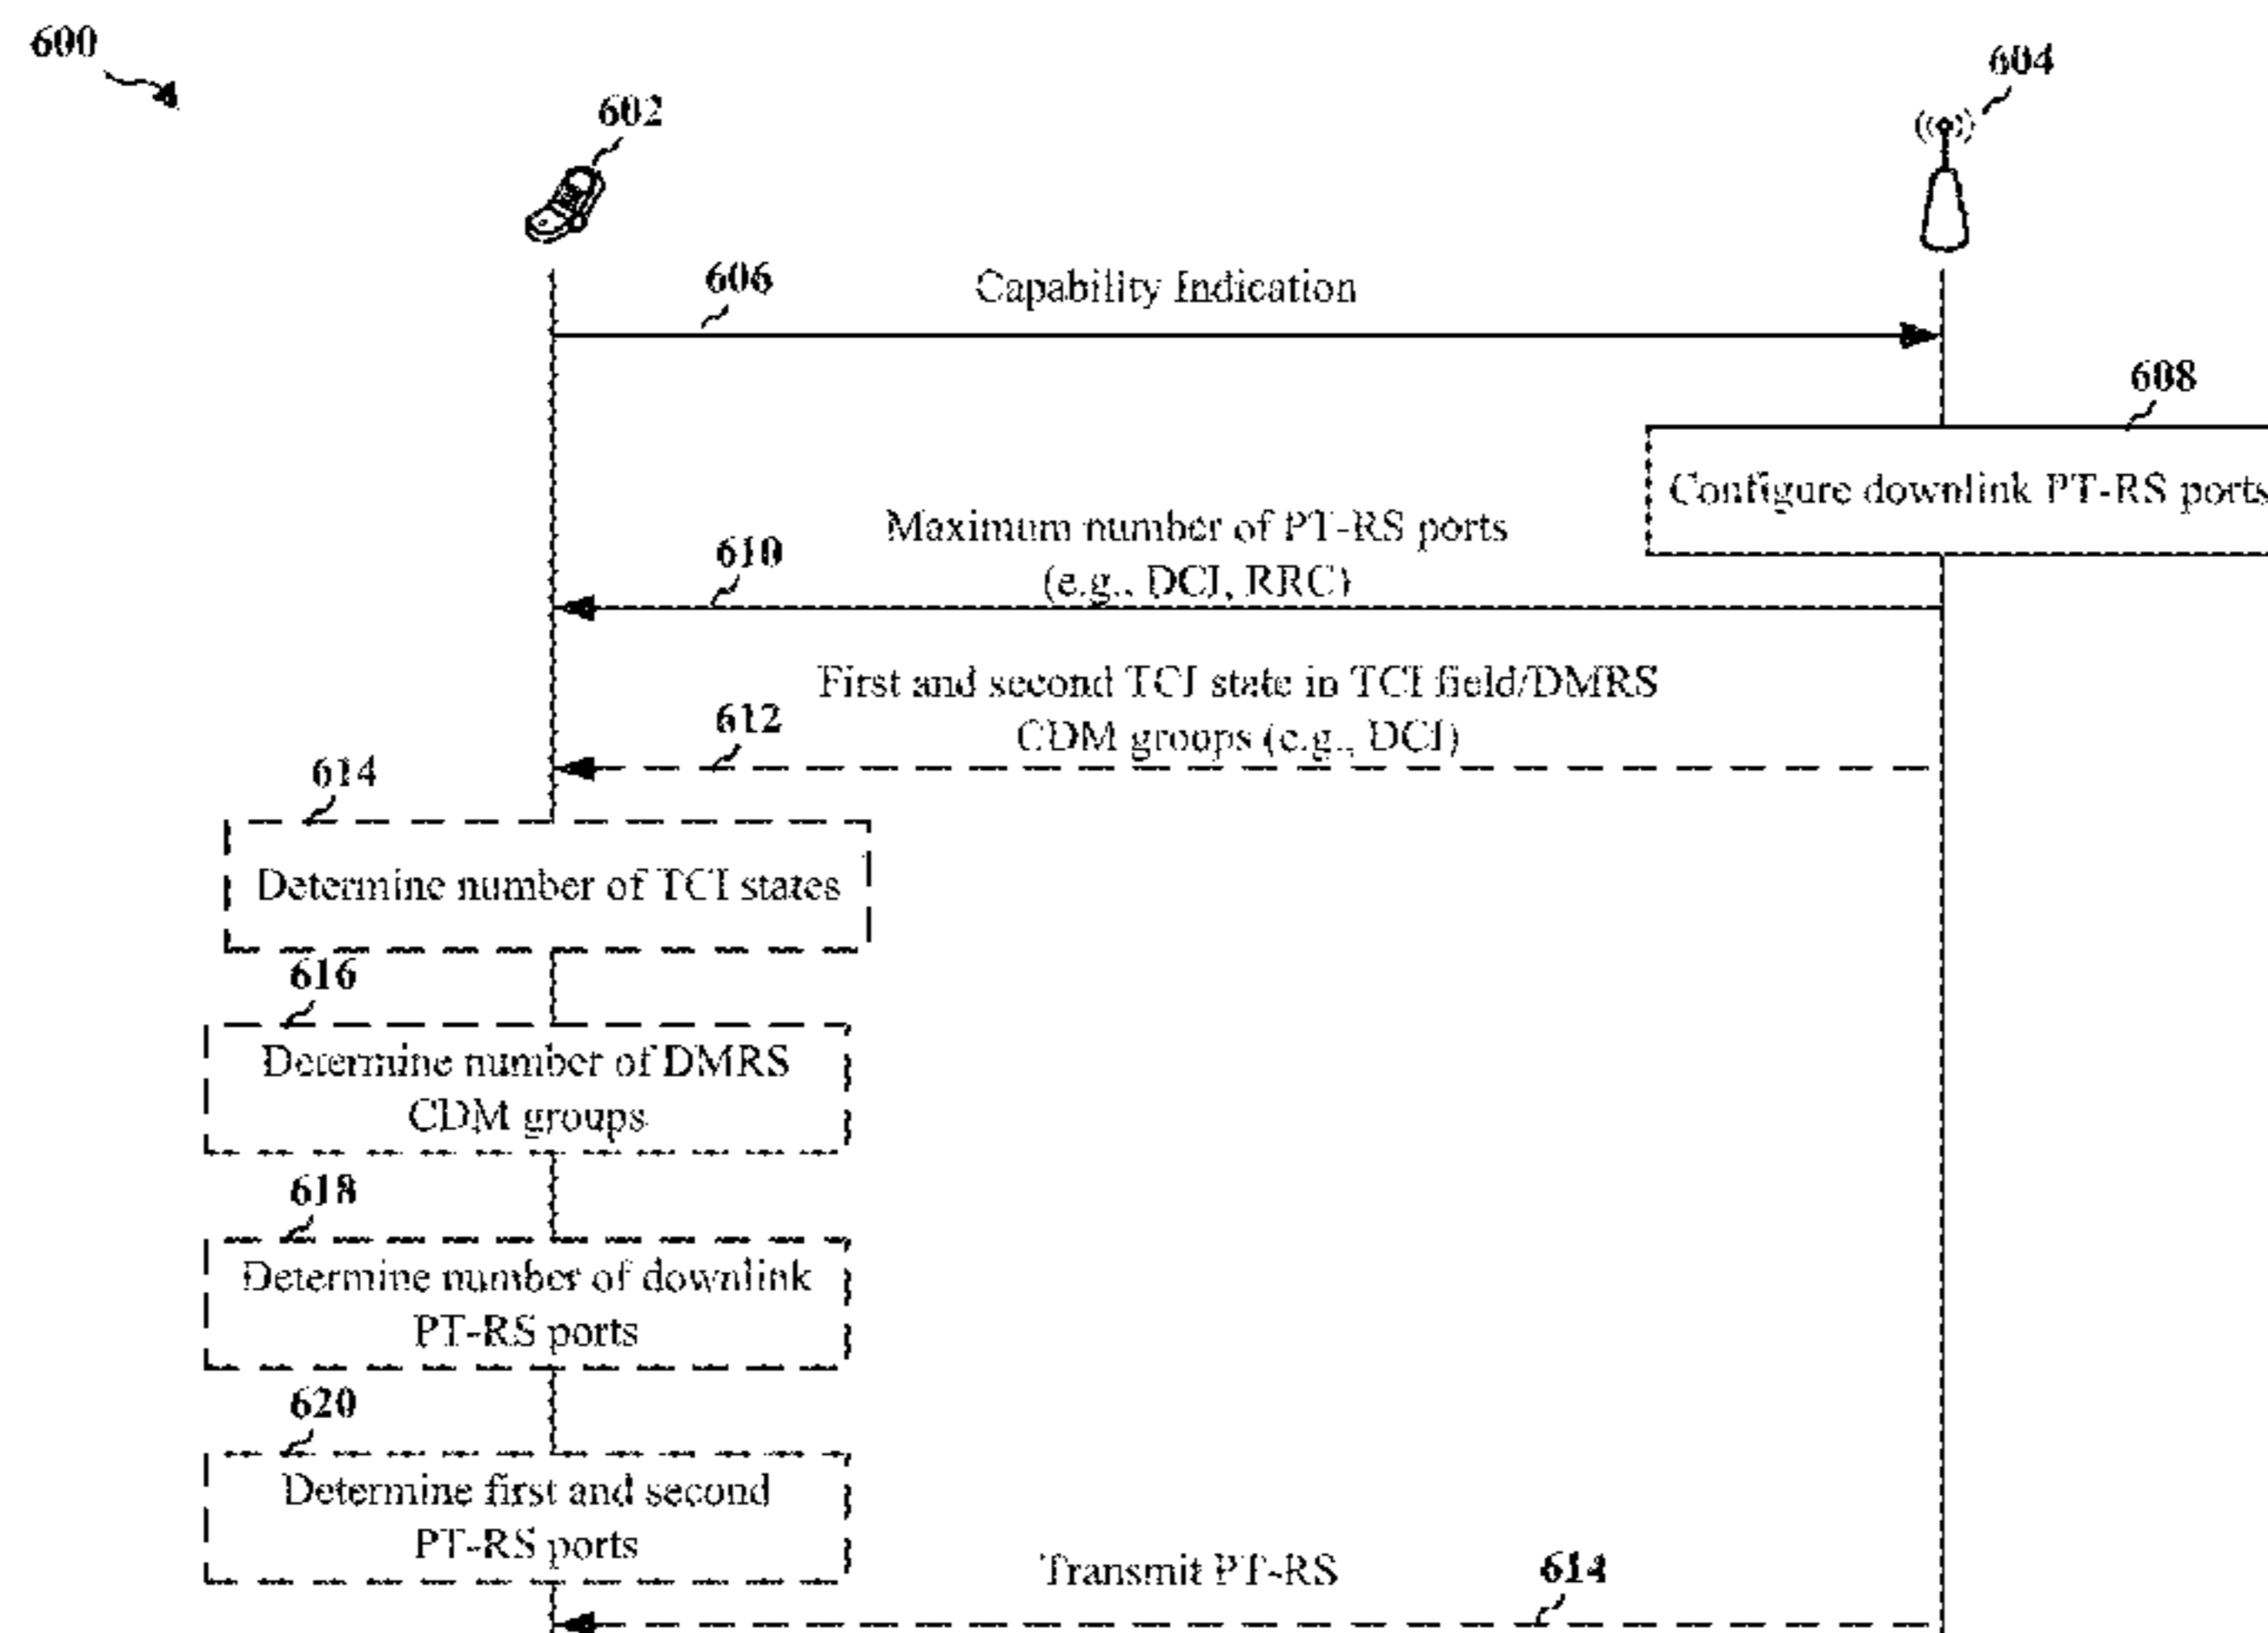 600
604
602
606
Capability Indication
608
Configure downlink PT-RS ports
Maximum number of PT-RS ports
610
(e.g., DCI, RRC)
First and second TCI state in TCI field/DMRS
612
CDM groups (e.g., DCI)
614
Determine number of TCI states
616
Determine number of DMRS
CDM groups
618
Determine number of downlink
PT-RS ports
620
Determine first and second
PT-RS ports
Transmit PT-RS
614